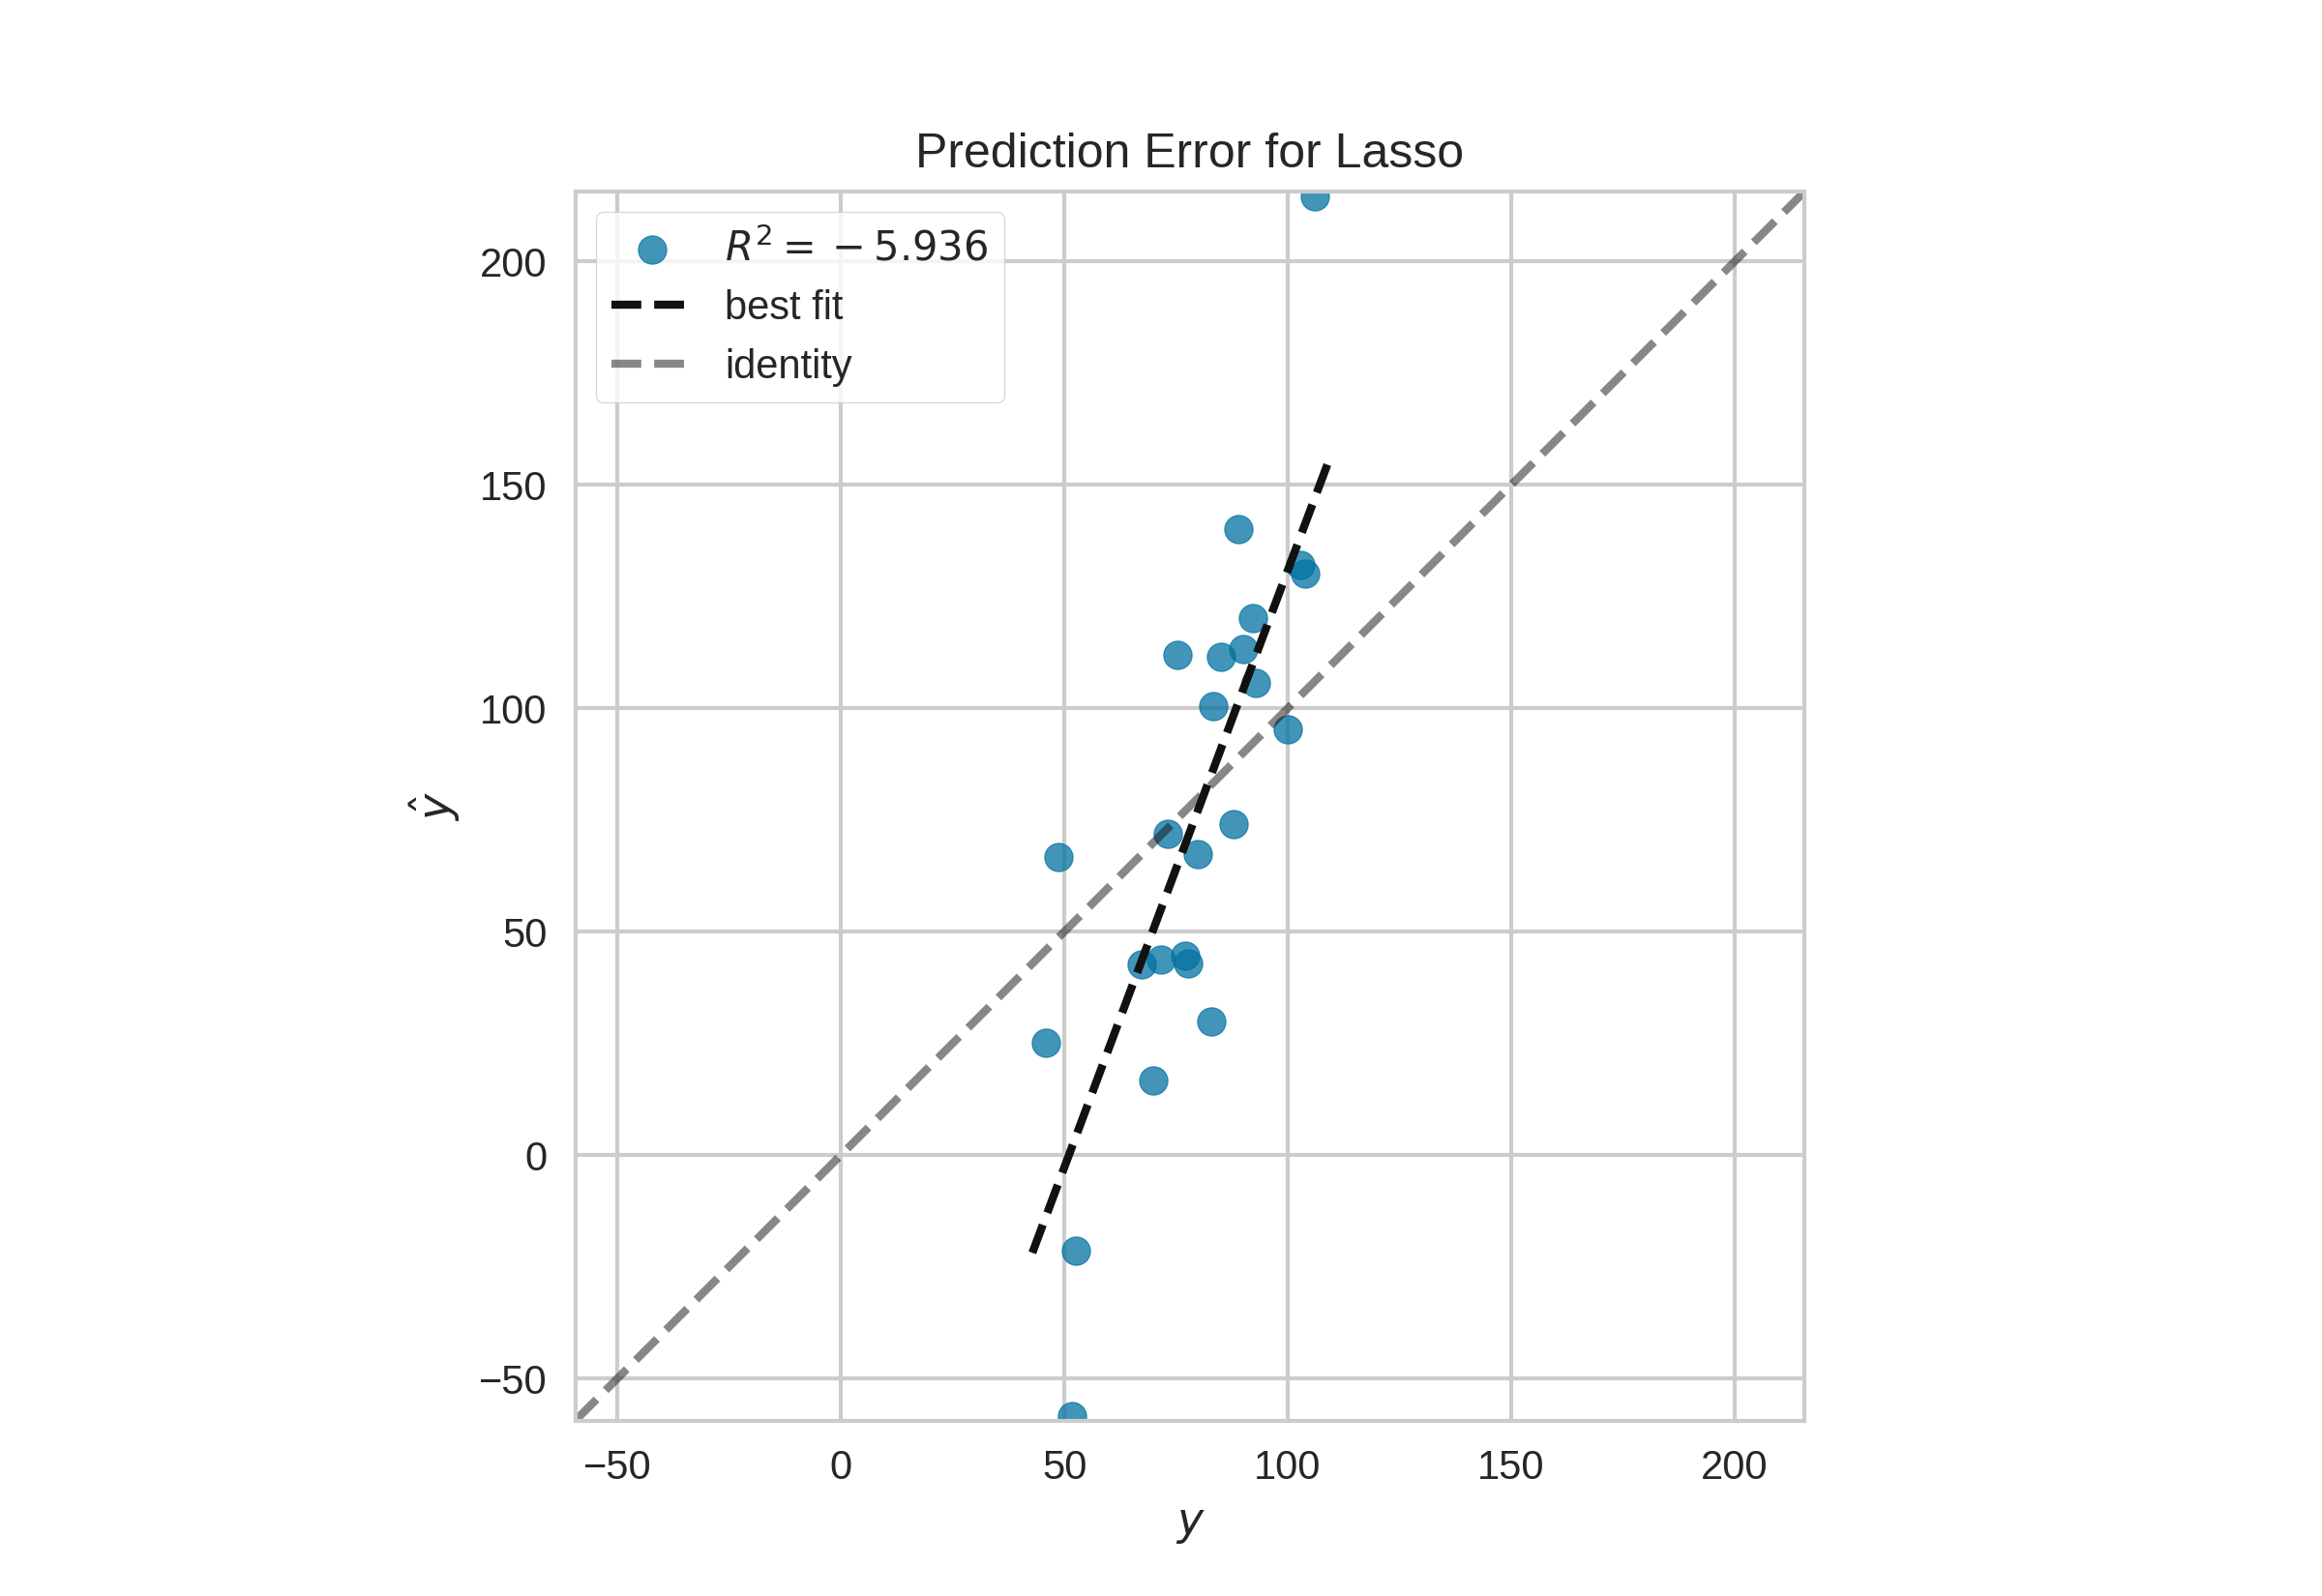 Prediction Error for Lasso
R² = −5.936
best fit
identity
200
150
100
50
0
−50
ŷ
−50 0 50 100 150 200
y